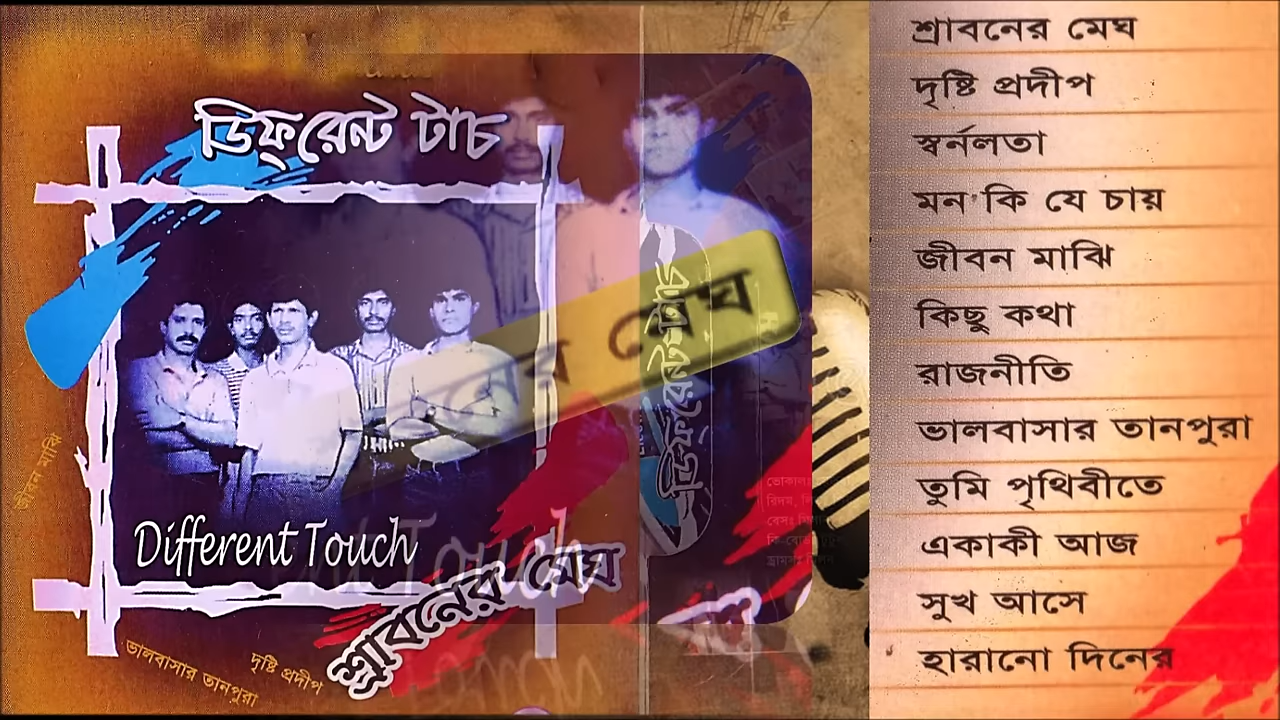 ডিফ্‌রেন্ট টাচ
Different Touch
শ্রাবনের মেঘ
জীবন মাঝি
ভালবাসার তানপুরা
দৃষ্টি প্রদীপ
নের মেঘ
ডিফ্‌রেন্ট টাচ
Touch
শ্রাবনের মেঘ
দৃষ্টি প্রদীপ
স্বর্নলতা
মন কি যে চায়
জীবন মাঝি
কিছু কথা
রাজনীতি
ভালবাসার তানপুরা
তুমি পৃথিবীতে
একাকী আজ
সুখ আসে
হারানো দিনের